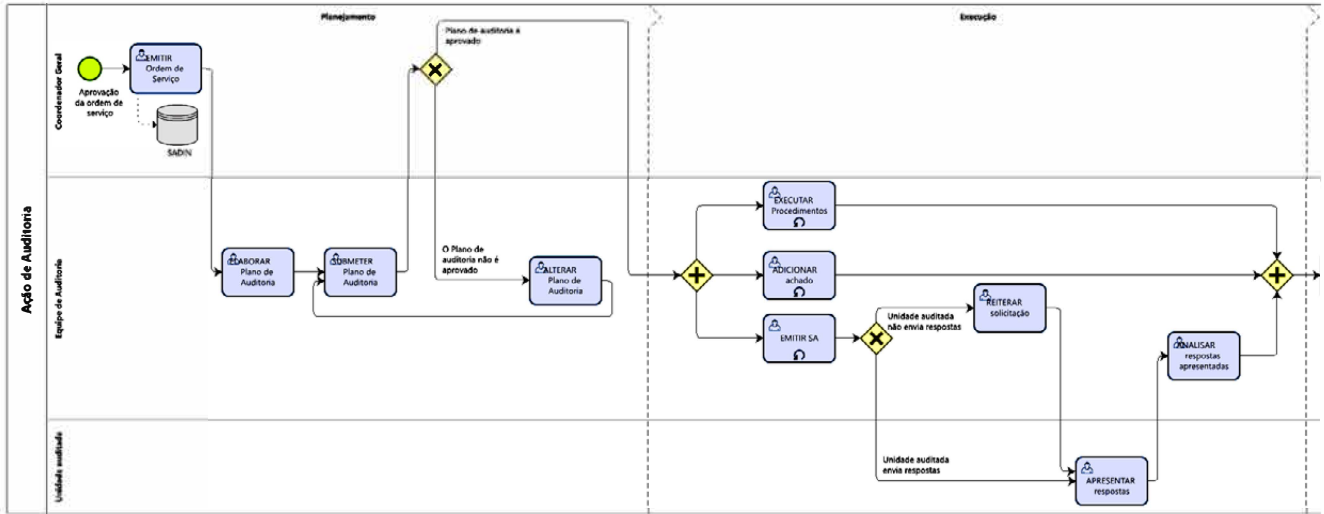 Ação de Auditoria
Planejamento
Execução
Coordenador Geral
Equipe de Auditoria
Unidade auditada
Aprovação
da ordem de
serviço
EMITIR
Ordem de
Serviço
SADIN
Plano de auditoria é
aprovado
LABORAR
Plano de
Auditoria
UBMETER
Plano de
Auditoria
O Plano de
auditoria não é
aprovado
ALTERAR
Plano de
Auditoria
EXECUTAR
Procedimentos
ADICIONAR
achado
EMITIR SA
Unidade auditada
não envia respostas
REITERAR
solicitação
Unidade auditada
envia respostas
APRESENTAR
respostas
ANALISAR
respostas
apresentadas